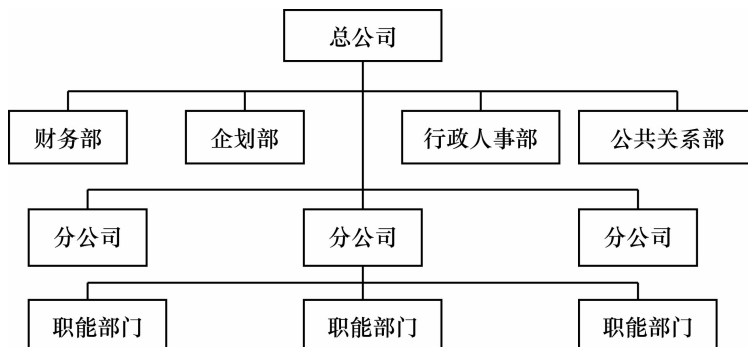 总公司
财务部
企划部
行政人事部
公共关系部
分公司
分公司
分公司
职能部门
职能部门
职能部门